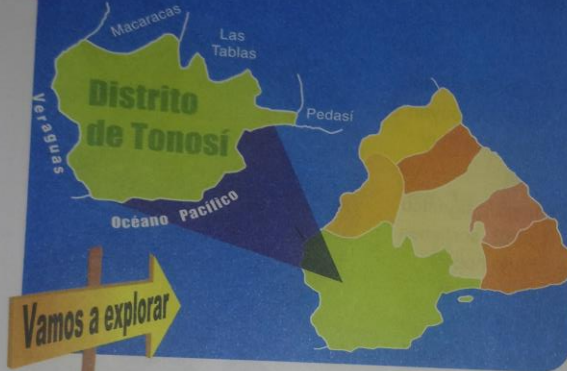 Macaracas
Las
Tablas
Distrito
de Tonosí
Pedasí
Veraguas
Océano Pacífico
Vamos a explorar